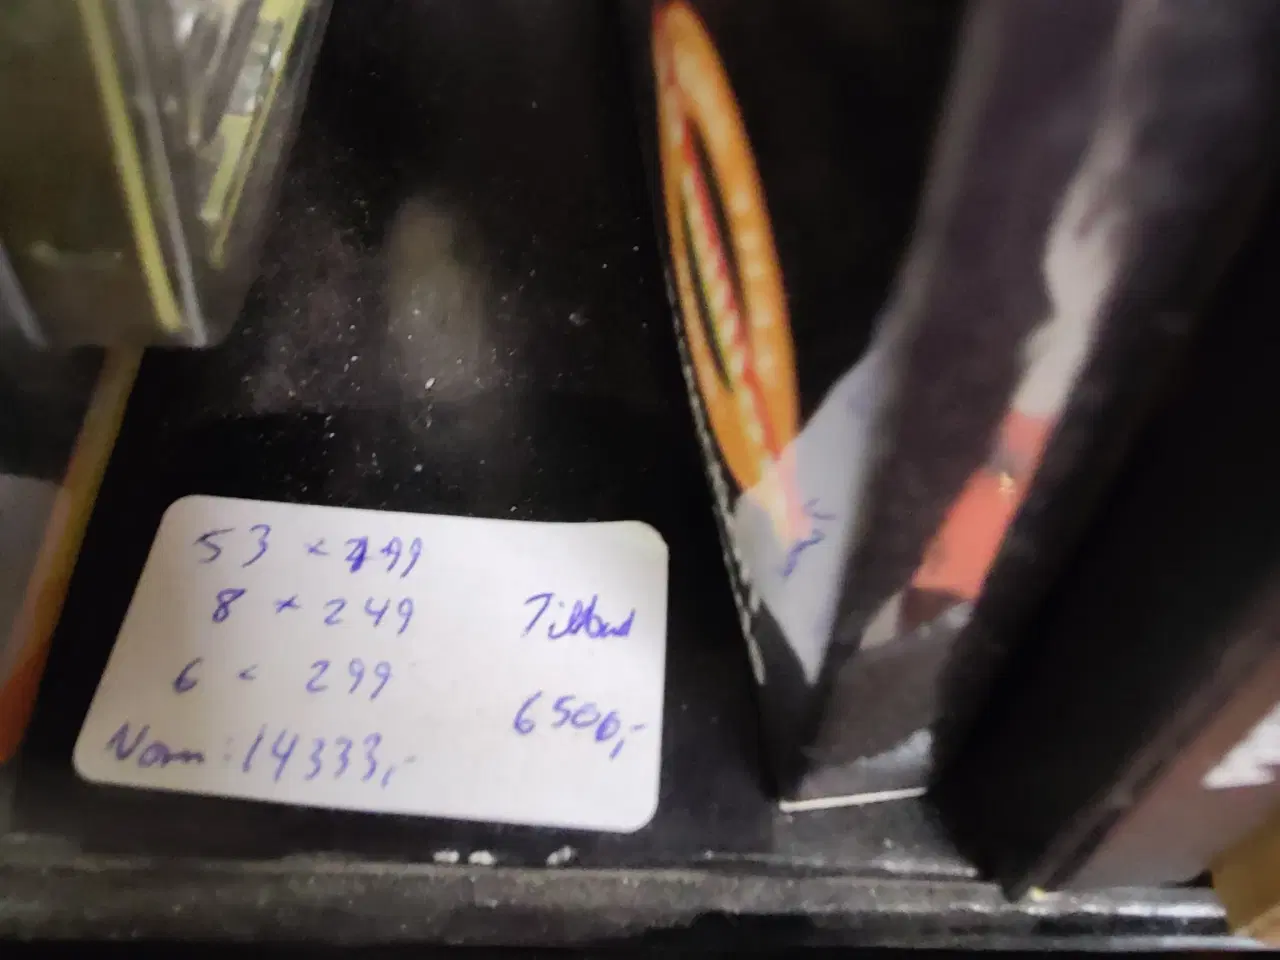 53 × 199
8 × 249
6 × 299
Norm: 14333,-
Tilbud
6500,-